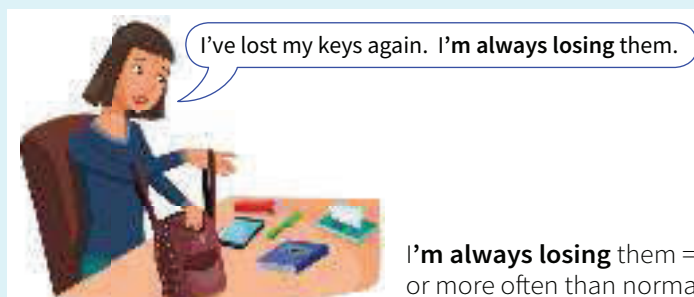 I've lost my keys again. I'm always losing them.
I'm always losing them =
or more often than norma